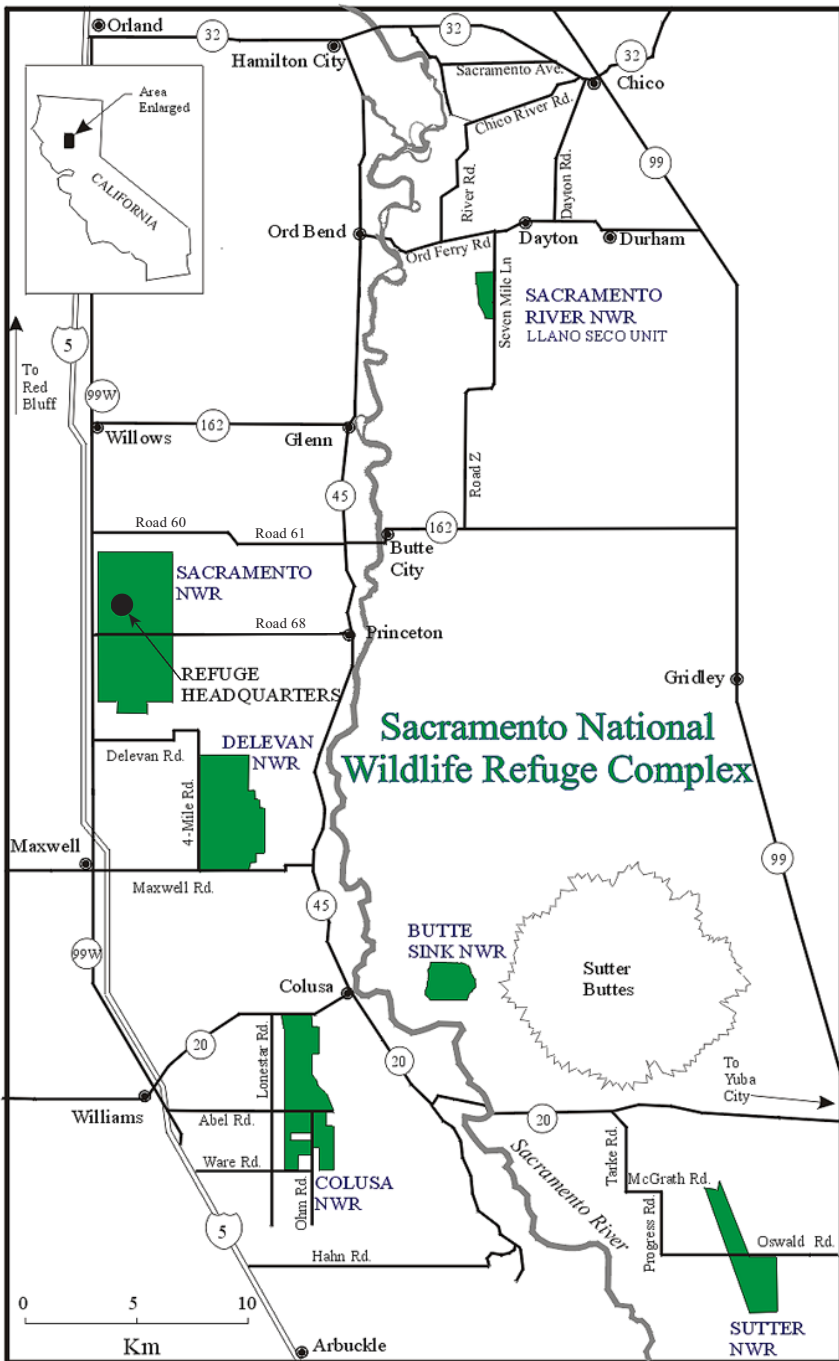 Orland
32
Hamilton City
32
Sacramento Ave.
32
Chico
Chico River Rd.
Area
Enlarged
CALIFORNIA
99
River Rd.
Dayton Rd.
Ord Bend
Ord Ferry Rd
Dayton
Durham
Seven Mile Ln
SACRAMENTO
RIVER NWR
LLANO SECO UNIT
5
To
Red
Bluff
99W
Willows
162
Glenn
Road Z
45
Road 60
Road 61
162
Butte
City
SACRAMENTO
NWR
Road 68
Princeton
REFUGE
HEADQUARTERS
Gridley
Sacramento National
Wildlife Refuge Complex
DELEVAN
NWR
Delevan Rd.
4-Mile Rd.
Maxwell
Maxwell Rd.
99
45
99W
BUTTE
SINK NWR
Sutter
Buttes
Colusa
20
Lonestar Rd.
20
To
Yuba
City
Williams
Abel Rd.
20
Ware Rd.
Ohm Rd.
COLUSA
NWR
Sacramento River
Tarke Rd.
McGrath Rd.
Progress Rd.
Oswald Rd.
5
Hahn Rd.
0 5 10
Km
Arbuckle
SUTTER
NWR